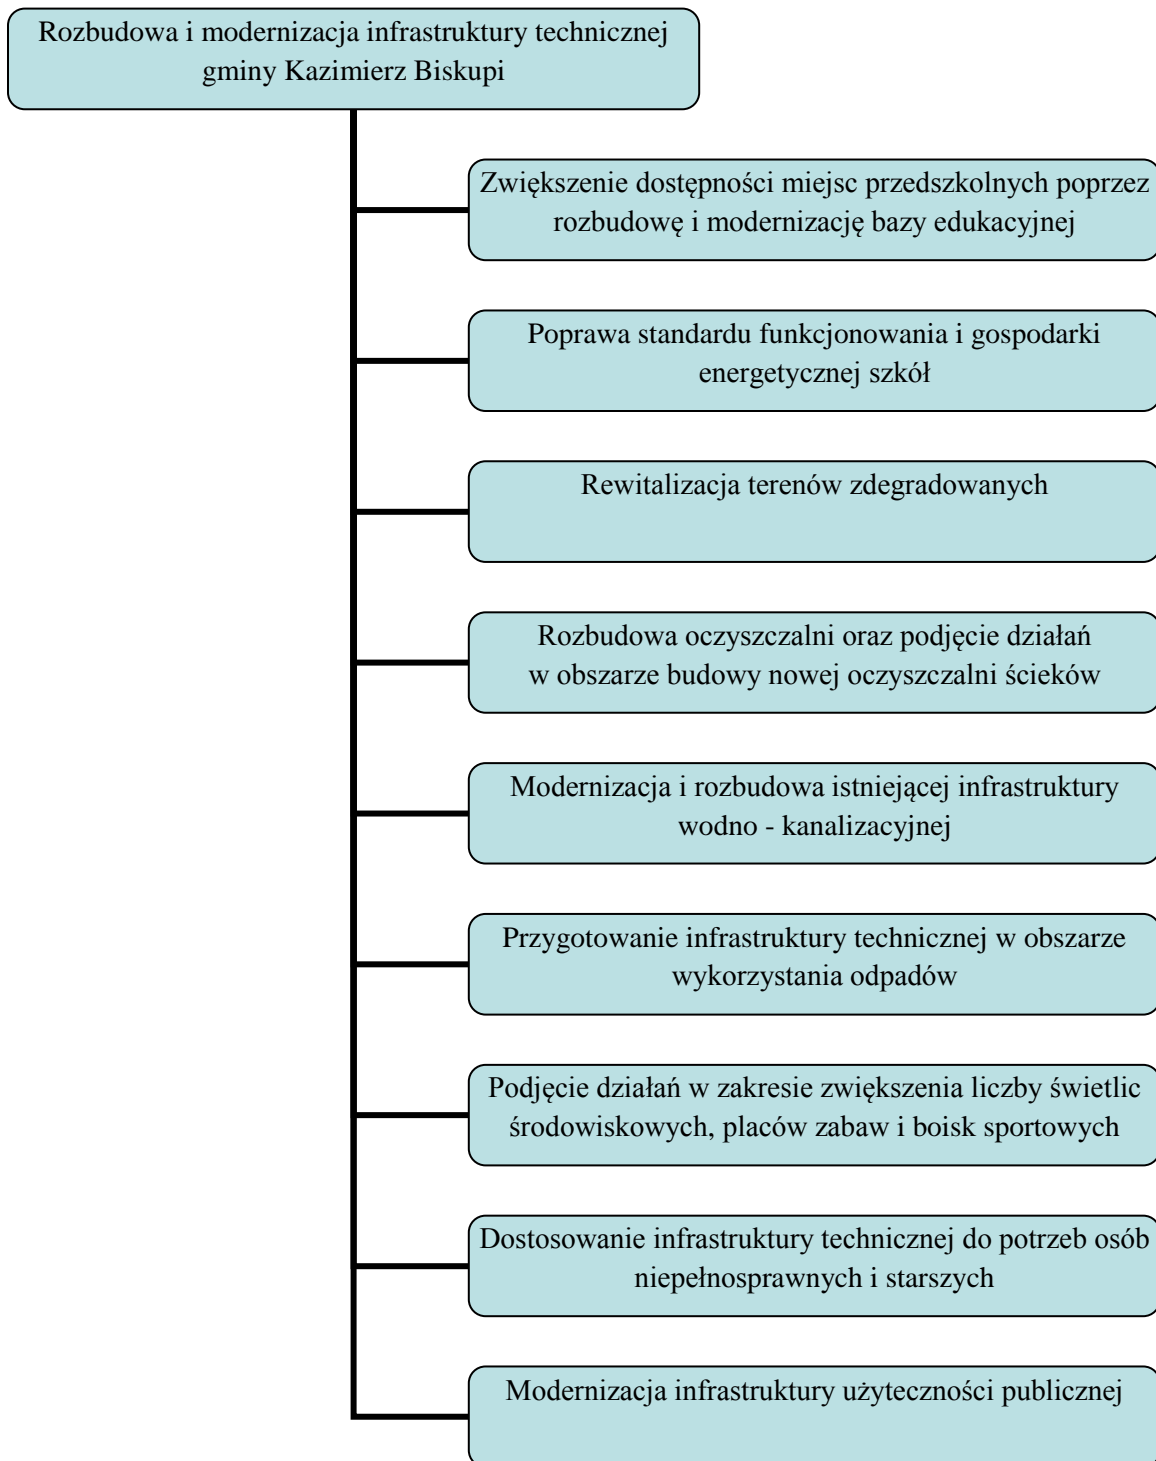 Rozbudowa i modernizacja infrastruktury technicznej
gminy Kazimierz Biskupi
Zwiększenie dostępności miejsc przedszkolnych poprzez
rozbudowę i modernizację bazy edukacyjnej
Poprawa standardu funkcjonowania i gospodarki
energetycznej szkół
Rewitalizacja terenów zdegradowanych
Rozbudowa oczyszczalni oraz podjęcie działań
w obszarze budowy nowej oczyszczalni ścieków
Modernizacja i rozbudowa istniejącej infrastruktury
wodno - kanalizacyjnej
Przygotowanie infrastruktury technicznej w obszarze
wykorzystania odpadów
Podjęcie działań w zakresie zwiększenia liczby świetlic
środowiskowych, placów zabaw i boisk sportowych
Dostosowanie infrastruktury technicznej do potrzeb osób
niepełnosprawnych i starszych
Modernizacja infrastruktury użyteczności publicznej